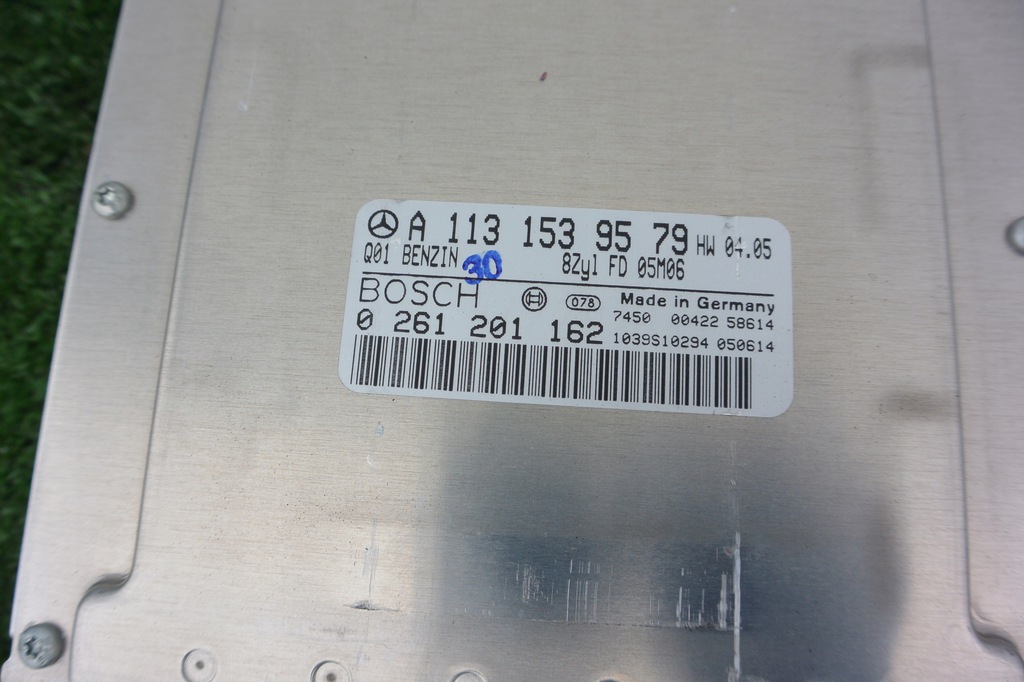 A 113 153 95 79 HW 04.05
Q01 BENZIN 30 8Zyl FD 05M06
BOSCH 078 Made in Germany
7450 00422 58614
0 261 201 162 1039S10294 050614